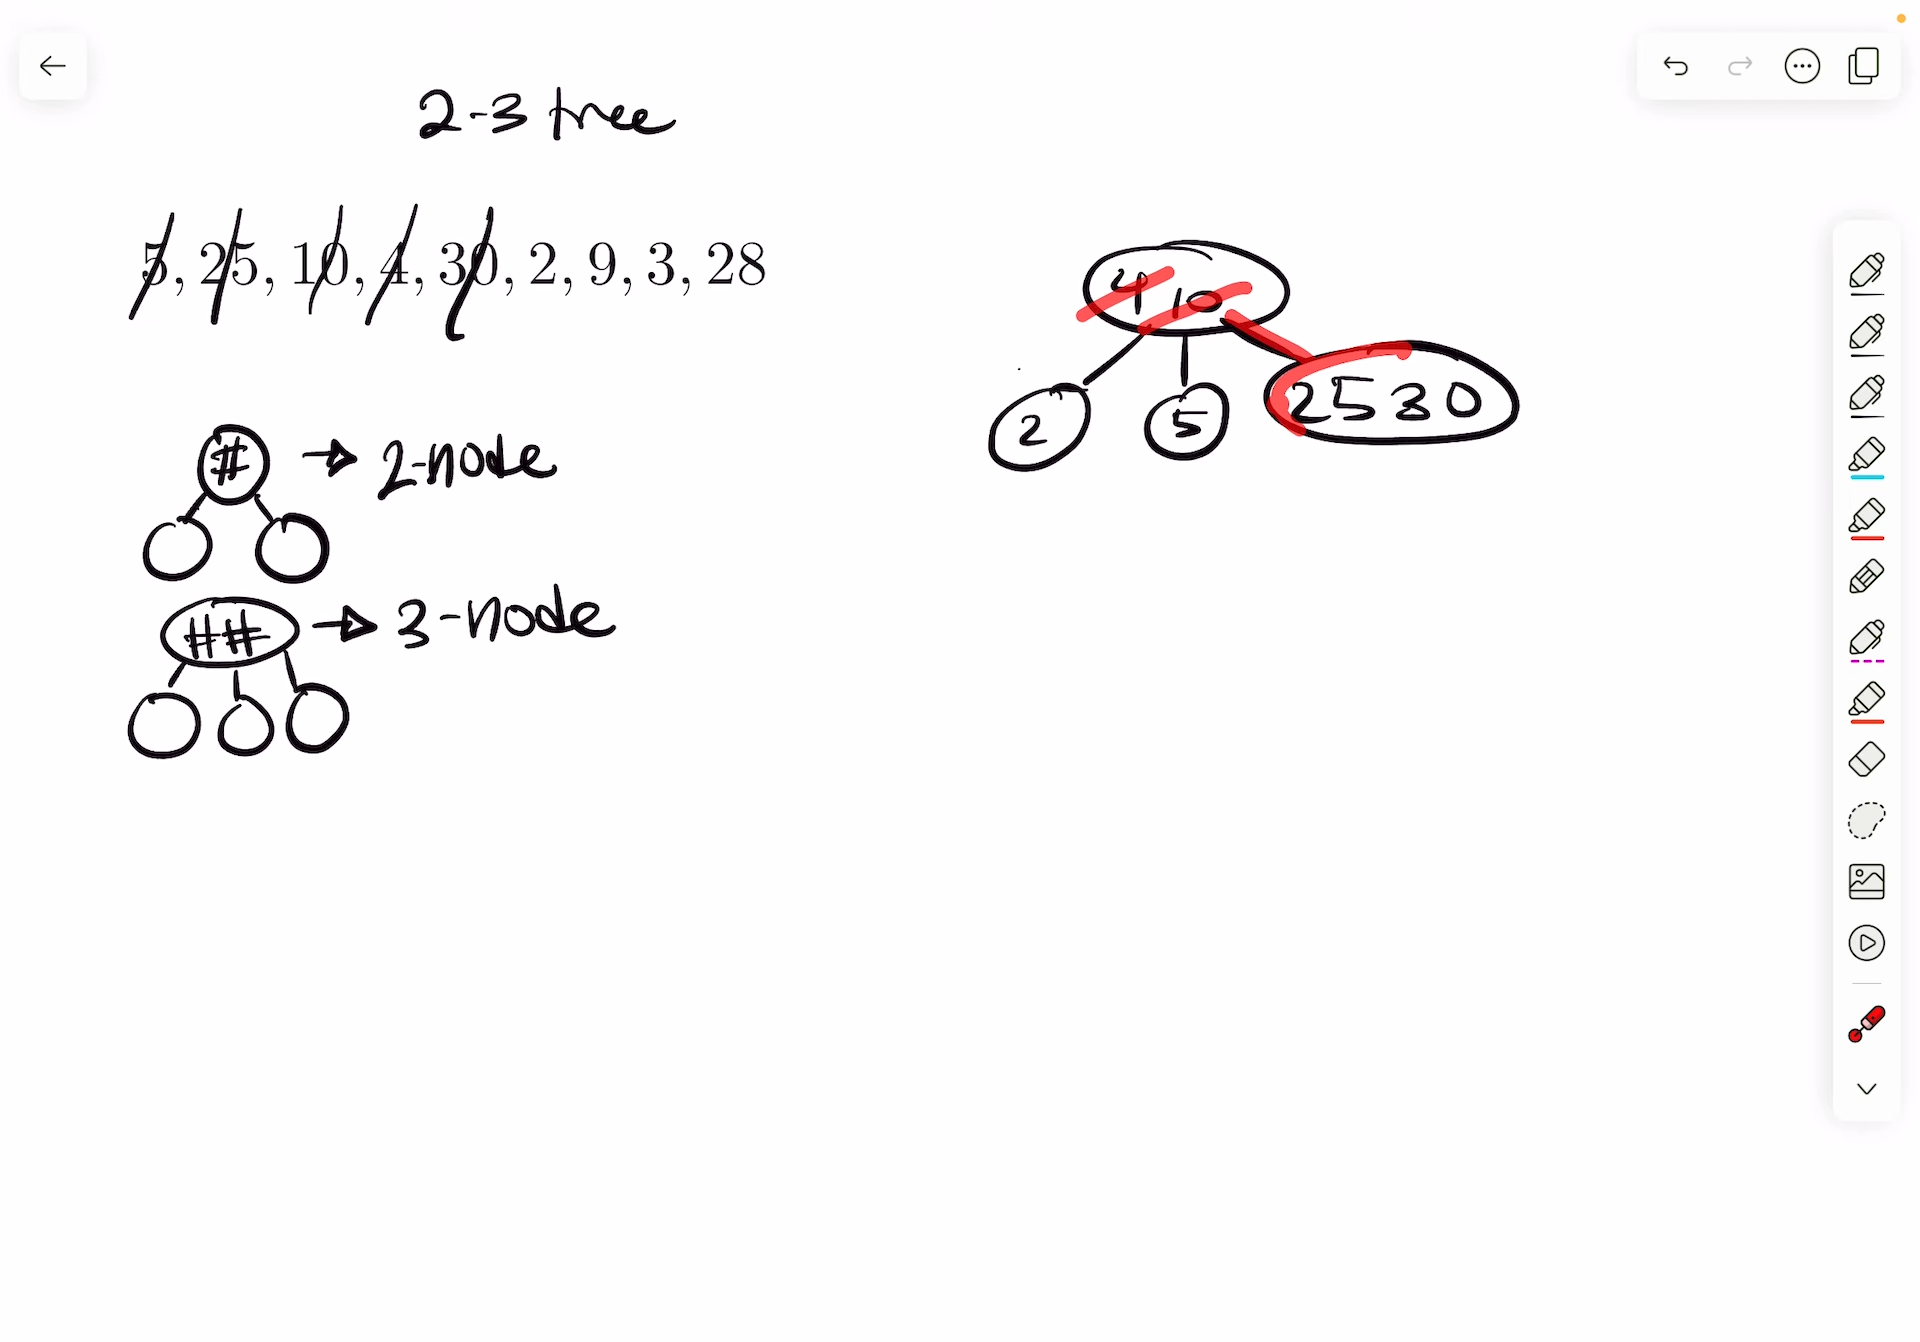 2-3 tree
5, 25, 10, 4, 30, 2, 9, 3, 28
4 10
2
5
25 30
# → 2-node
## → 3-node